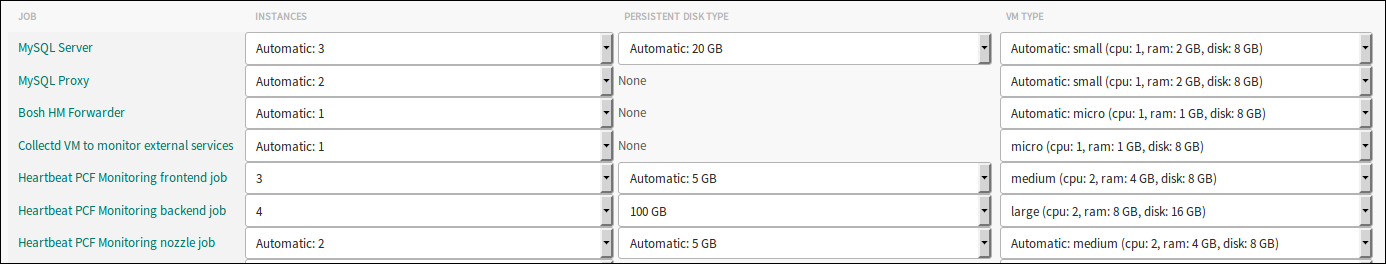 JOB INSTANCES PERSISTENT DISK TYPE VM TYPE
MySQL Server Automatic: 3 Automatic: 20 GB Automatic: small (cpu: 1, ram: 2 GB, disk: 8 GB)
MySQL Proxy Automatic: 2 None Automatic: small (cpu: 1, ram: 2 GB, disk: 8 GB)
Bosh HM Forwarder Automatic: 1 None Automatic: micro (cpu: 1, ram: 1 GB, disk: 8 GB)
Collectd VM to monitor external services Automatic: 1 None micro (cpu: 1, ram: 1 GB, disk: 8 GB)
Heartbeat PCF Monitoring frontend job 3 Automatic: 5 GB medium (cpu: 2, ram: 4 GB, disk: 8 GB)
Heartbeat PCF Monitoring backend job 4 100 GB large (cpu: 2, ram: 8 GB, disk: 16 GB)
Heartbeat PCF Monitoring nozzle job Automatic: 2 Automatic: 5 GB Automatic: medium (cpu: 2, ram: 4 GB, disk: 8 GB)